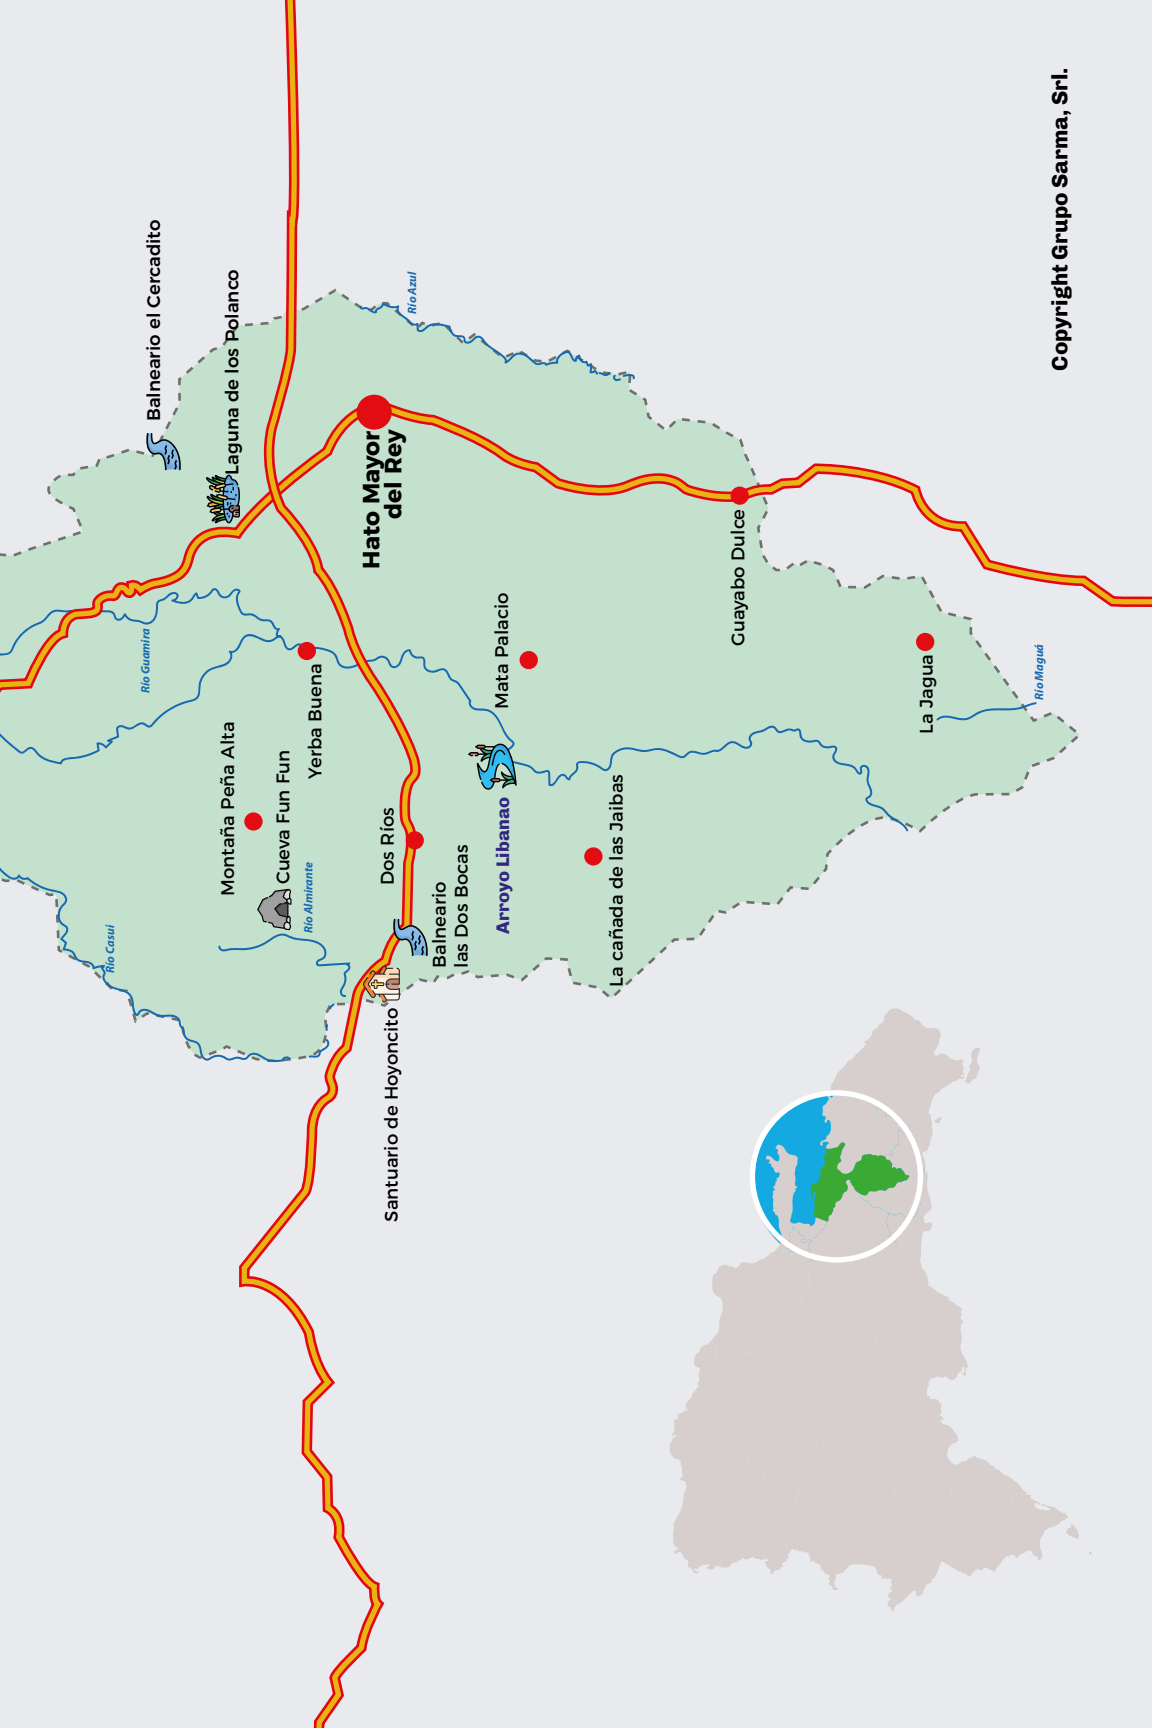 Balneario el Cercadito
Laguna de los Polanco
Río Azul
Hato Mayor
del Rey
Río Guamira
Montaña Peña Alta
Cueva Fun Fun
Yerba Buena
Río Almirante
Río Casui
Dos Ríos
Balneario
las Dos Bocas
Santuario de Hoyoncito
Arroyo Libanao
Mata Palacio
La cañada de las Jaibas
Guayabo Dulce
La Jagua
Río Maguá
Copyright Grupo Sarma, Srl.